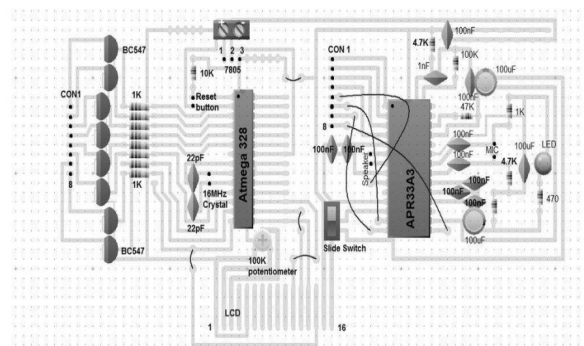 BC547
1 2 3
7805
10K
Reset
button
CON1
1K
8
1K
BC547
22pF
16MHz
Crystal
22pF
Atmega 328
100K
potentiometer
LCD
1
16
CON 1
8
100nF
100nF
Speaker
Slide Switch
APR33A3
100nF
4.7K
100K
1nF
100uF
100nF
47K
1K
100nF
MIC
100nF
100uF
LED
4.7K
100nF
100nF
100nF
470
100uF